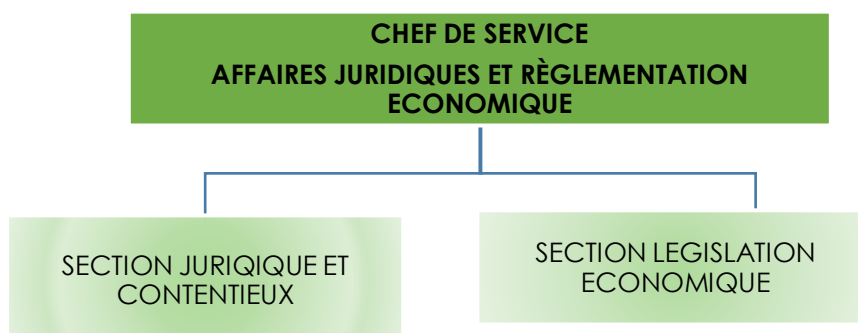 CHEF DE SERVICE
AFFAIRES JURIDIQUES ET RÈGLEMENTATION
ECONOMIQUE
SECTION JURIQIQUE ET
CONTENTIEUX
SECTION LEGISLATION
ECONOMIQUE